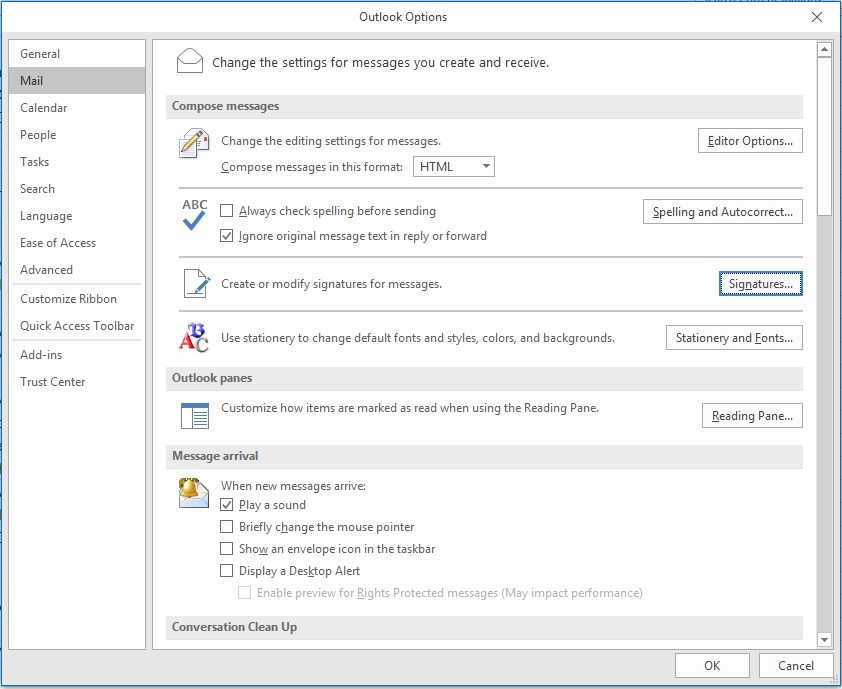 Outlook Options
General
Mail
Calendar
People
Tasks
Search
Language
Ease of Access
Advanced
Customize Ribbon
Quick Access Toolbar
Add-ins
Trust Center
Change the settings for messages you create and receive.
Compose messages
Change the editing settings for messages.
Editor Options...
Compose messages in this format: HTML
ABC
Always check spelling before sending
Spelling and Autocorrect...
Ignore original message text in reply or forward
Create or modify signatures for messages.
Signatures...
Use stationery to change default fonts and styles, colors, and backgrounds.
Stationery and Fonts...
Outlook panes
Customize how items are marked as read when using the Reading Pane.
Reading Pane...
Message arrival
When new messages arrive:
Play a sound
Briefly change the mouse pointer
Show an envelope icon in the taskbar
Display a Desktop Alert
Enable preview for Rights Protected messages (May impact performance)
Conversation Clean Up
OK
Cancel